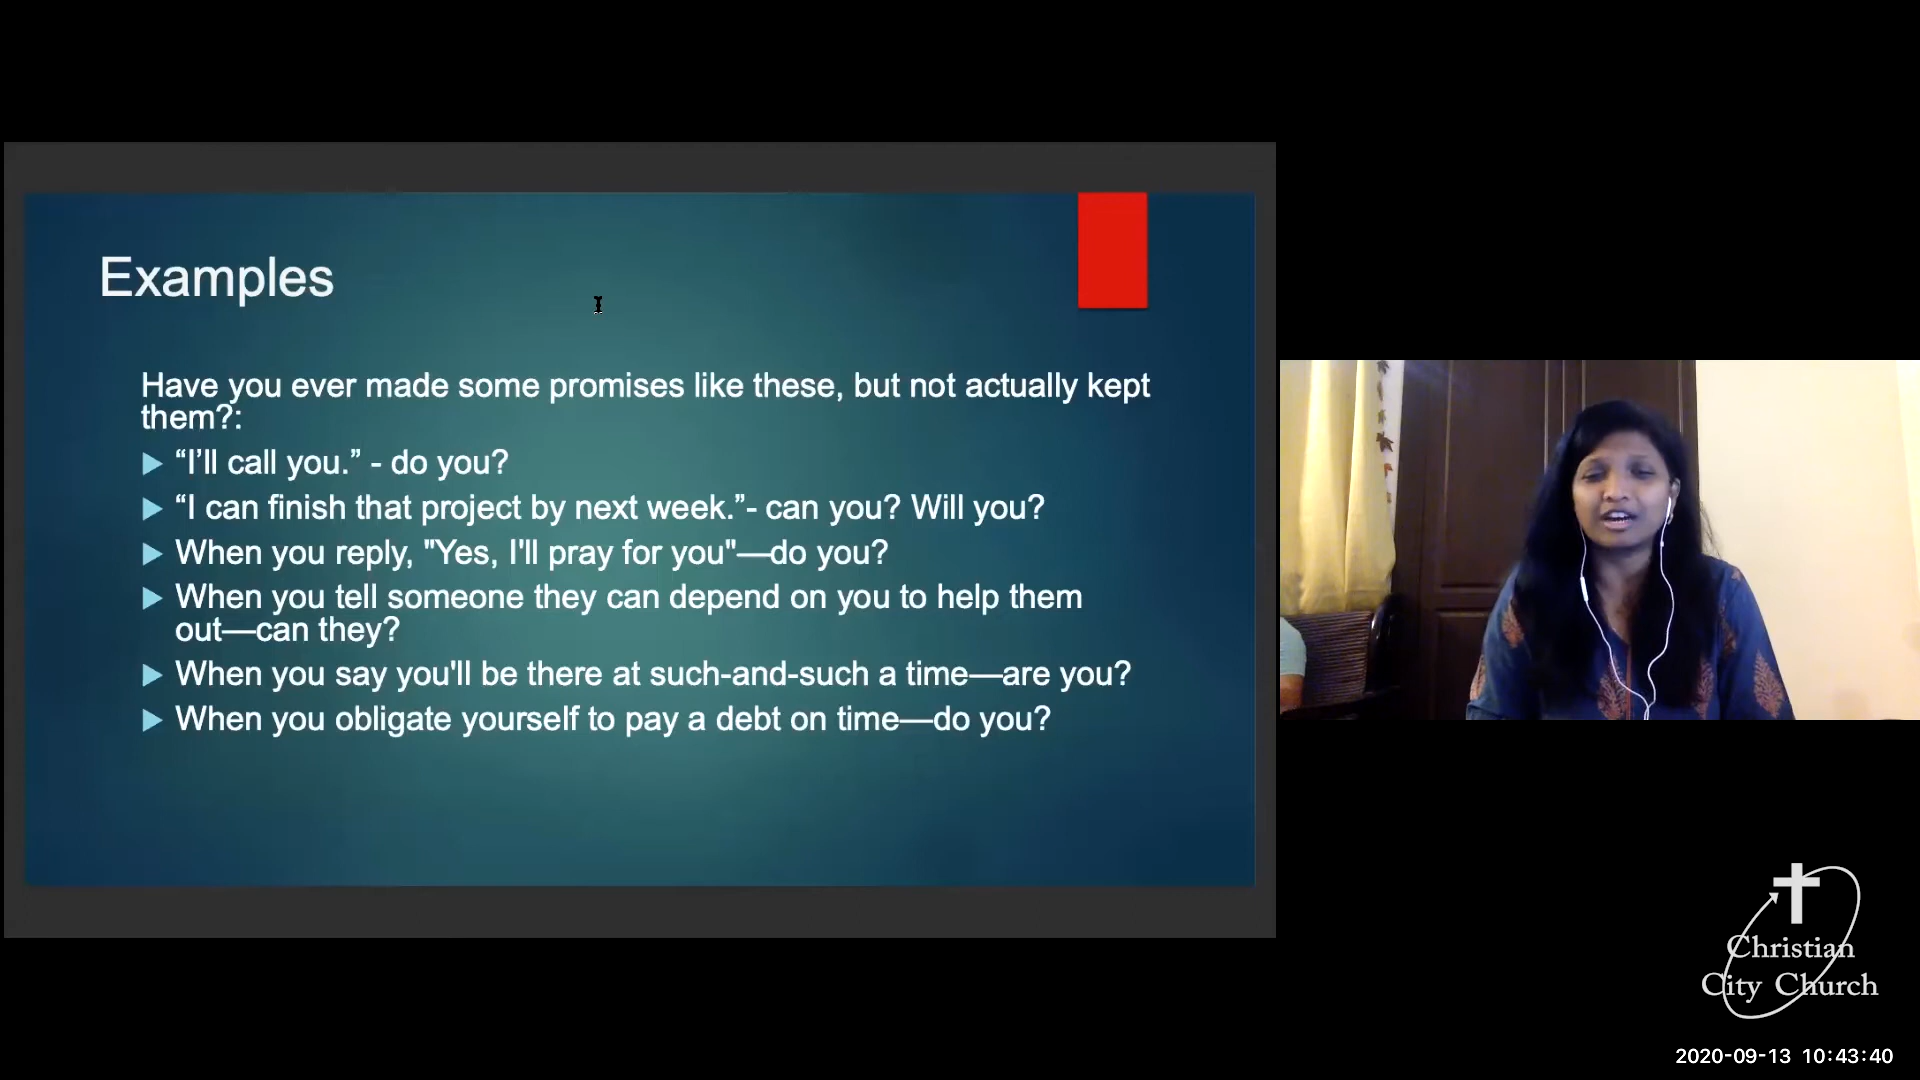 Examples
Have you ever made some promises like these, but not actually kept
them?:
“I’ll call you.” - do you?
“I can finish that project by next week.”- can you? Will you?
When you reply, "Yes, I'll pray for you"—do you?
When you tell someone they can depend on you to help them
out—can they?
When you say you'll be there at such-and-such a time—are you?
When you obligate yourself to pay a debt on time—do you?
Christian
City Church
2020-09-13 10:43:40